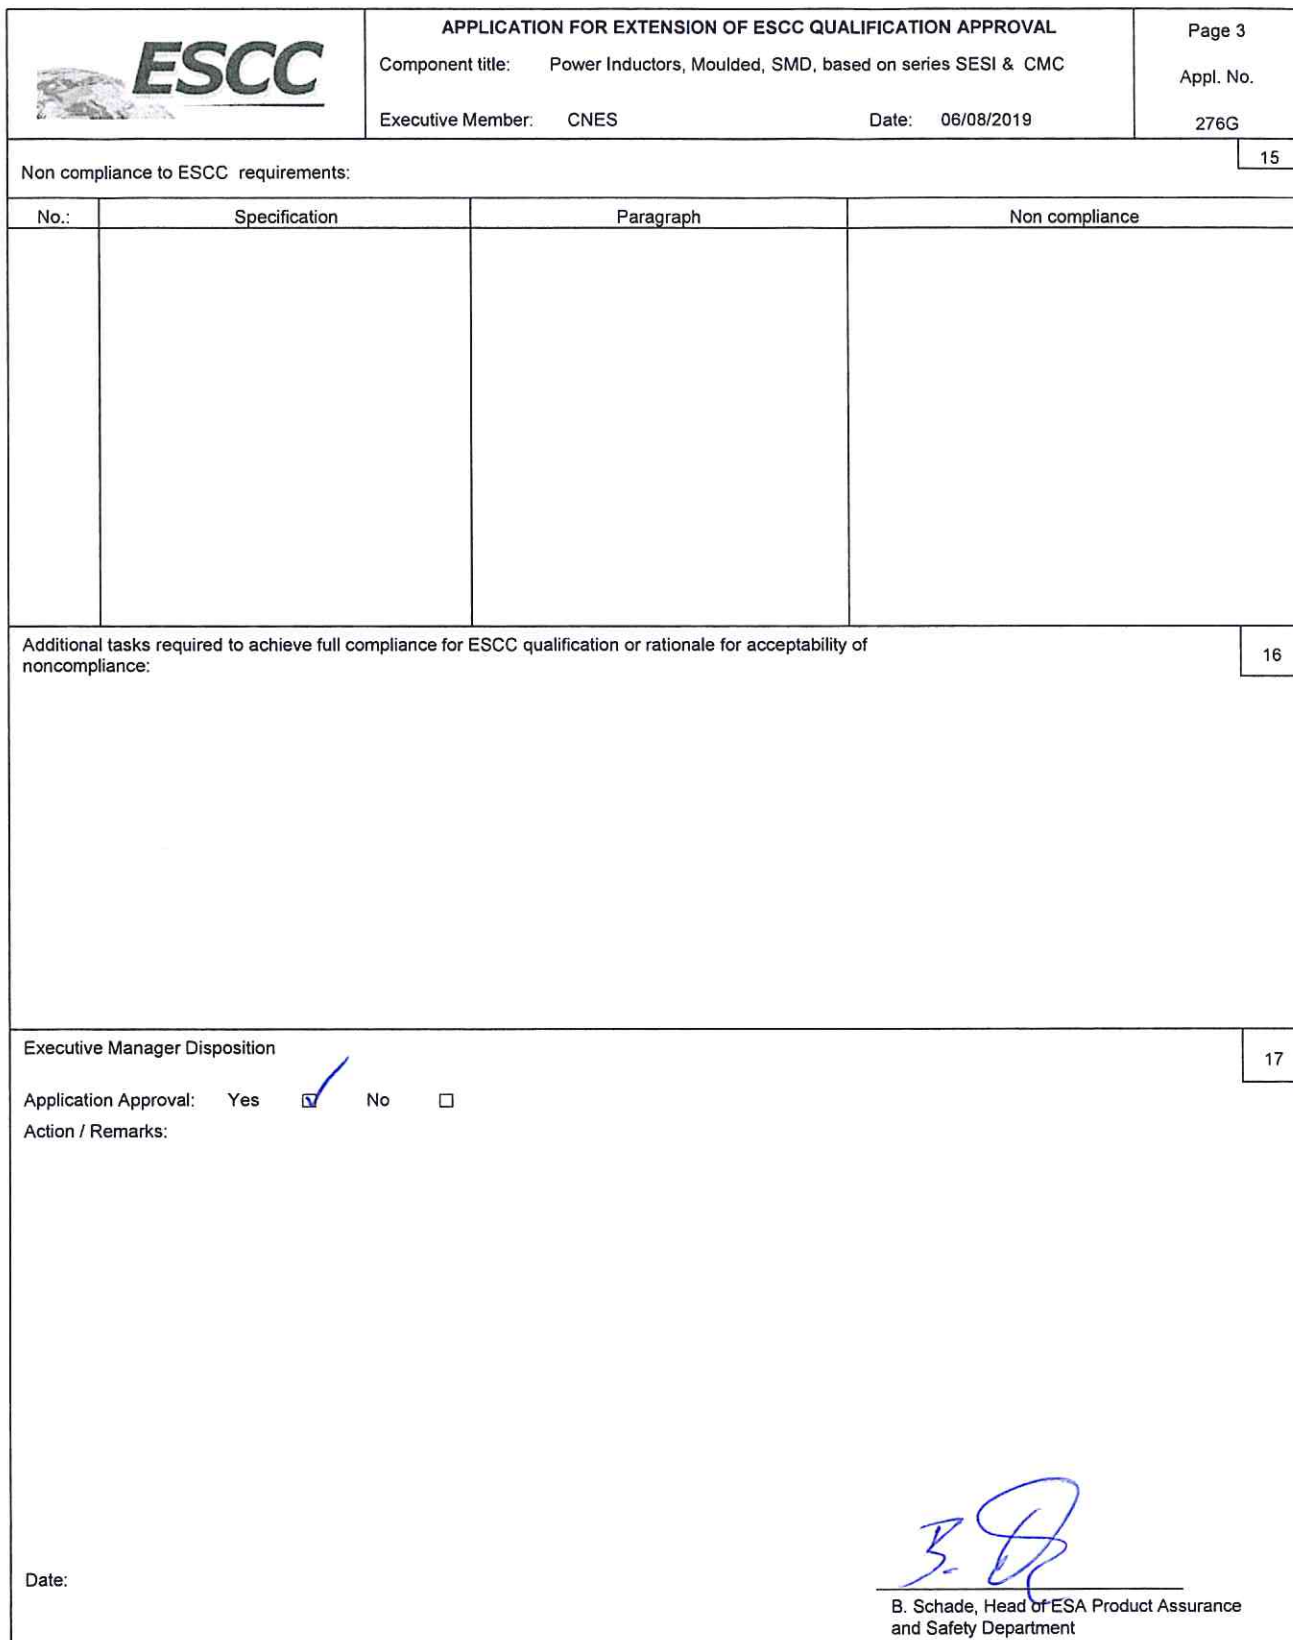 ESCC
APPLICATION FOR EXTENSION OF ESCC QUALIFICATION APPROVAL
Component title: Power Inductors, Moulded, SMD, based on series SESI & CMC
Executive Member: CNES Date: 06/08/2019
Page 3
Appl. No.
276G
Non compliance to ESCC requirements:
15
No.: Specification Paragraph Non compliance
Additional tasks required to achieve full compliance for ESCC qualification or rationale for acceptability of
noncompliance:
16
Executive Manager Disposition
17
Application Approval: Yes No
Action / Remarks:
Date:
B. Schade, Head of ESA Product Assurance
and Safety Department